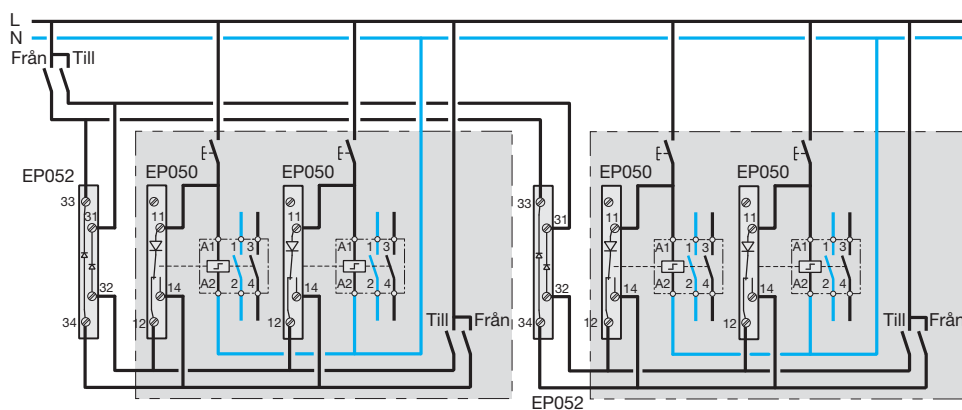 L
N
Från Till
EP052 EP050 EP050 EP050 EP050
33 31 11 11 33 31 11 11
A1 1 3 A1 1 3 A1 1 3 A1 1 3
A2 2 4 A2 2 4 A2 2 4 A2 2 4
32 14 14 32 14 14
34 12 12 Till Från 34 12 12 Till Från
EP052